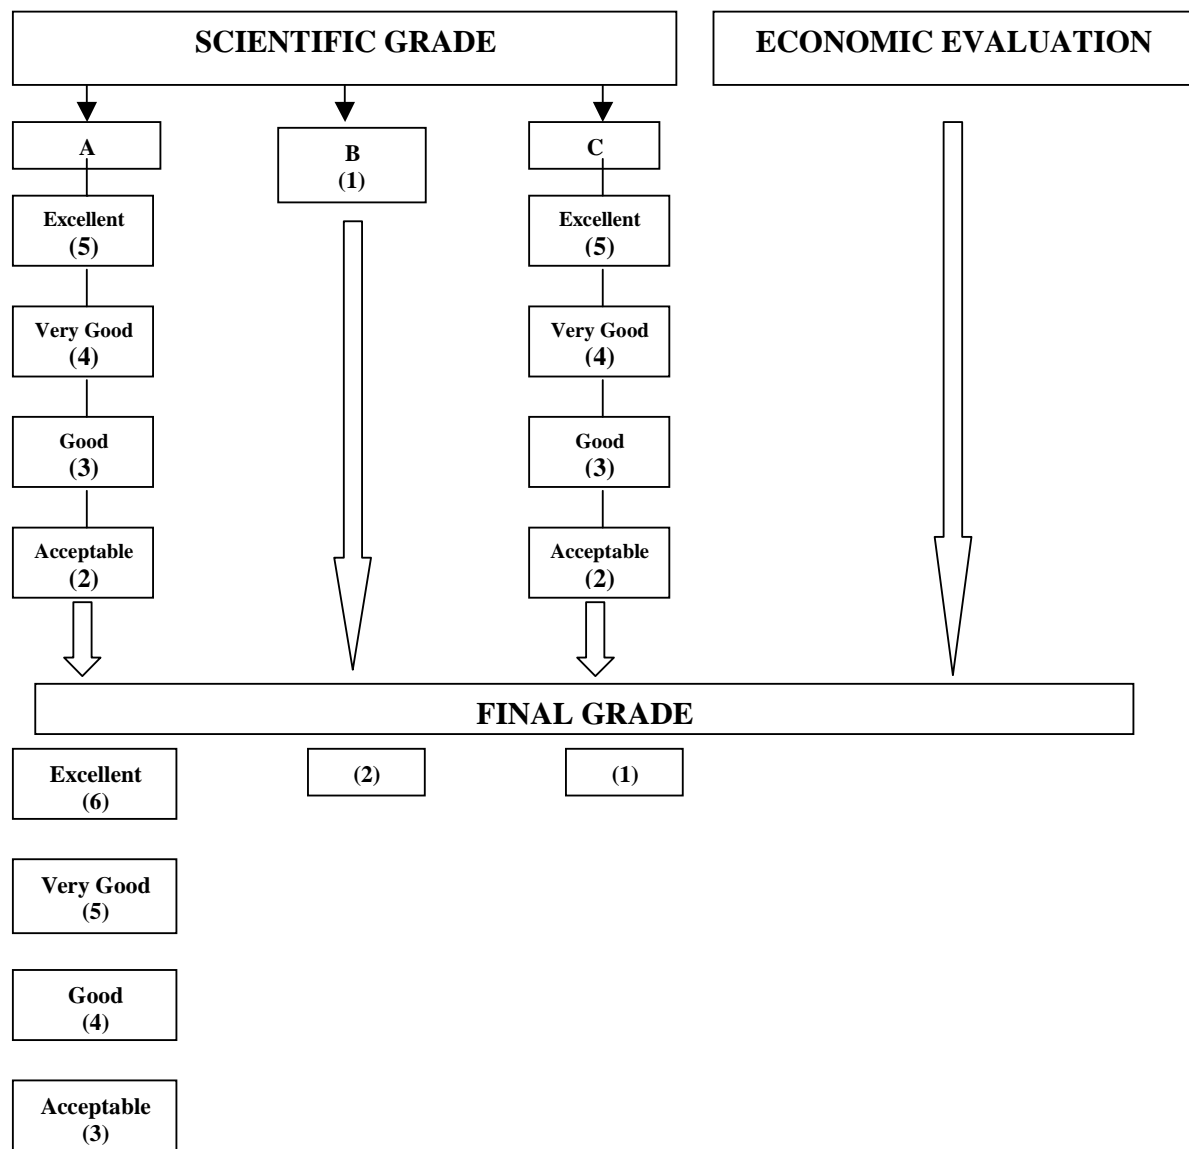 SCIENTIFIC GRADE
ECONOMIC EVALUATION
A
Excellent
(5)
Very Good
(4)
Good
(3)
Acceptable
(2)
B
(1)
C
Excellent
(5)
Very Good
(4)
Good
(3)
Acceptable
(2)
FINAL GRADE
Excellent
(6)
Very Good
(5)
Good
(4)
Acceptable
(3)
(2)
(1)